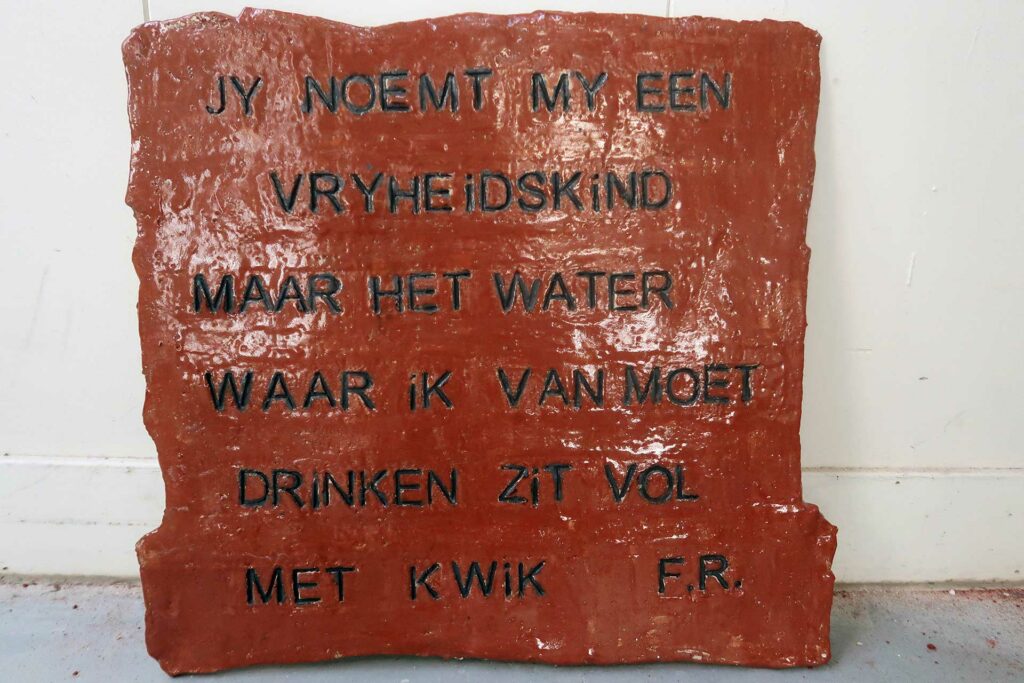 JY NOEMT MY EEN
VRYHEiDSKiND
MAAR HET WATER
WAAR iK VAN MOET
DRiNKEN ZiT VOL
MET KWiK F.R.